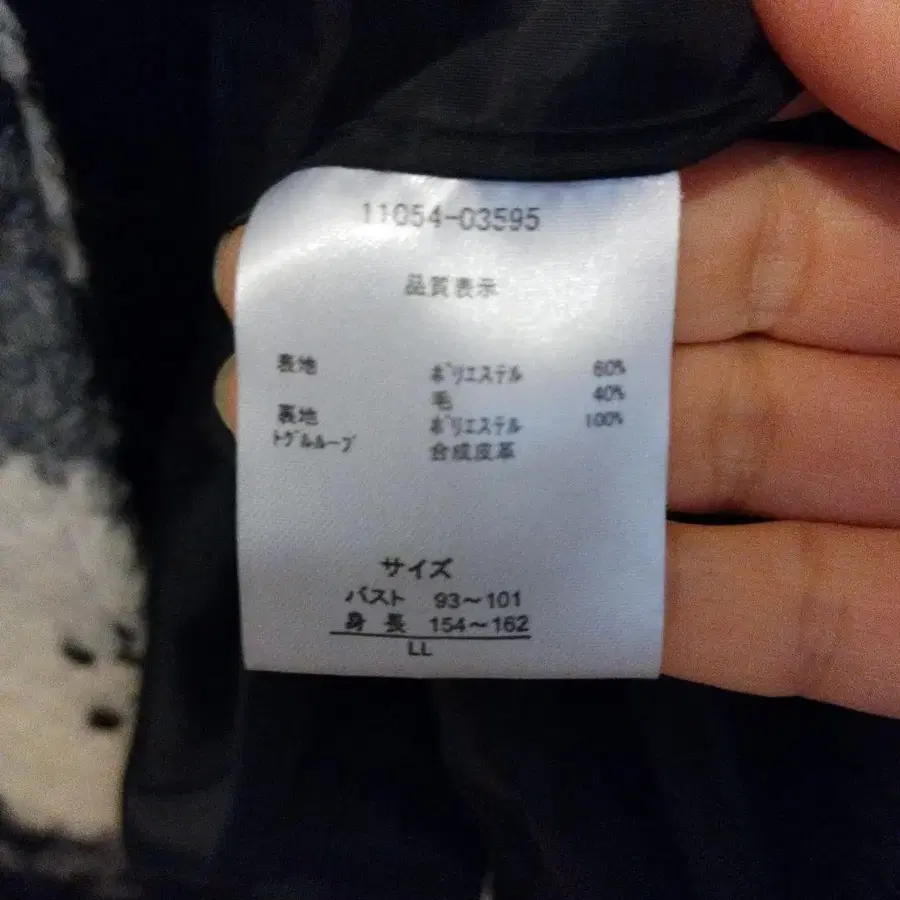 11054-03595
品質表示
表地 ポリエステル 60%
毛 40%
裏地 ポリエステル 100%
トグルループ 合成皮革
サイズ
バスト 93～101
身長 154～162
LL